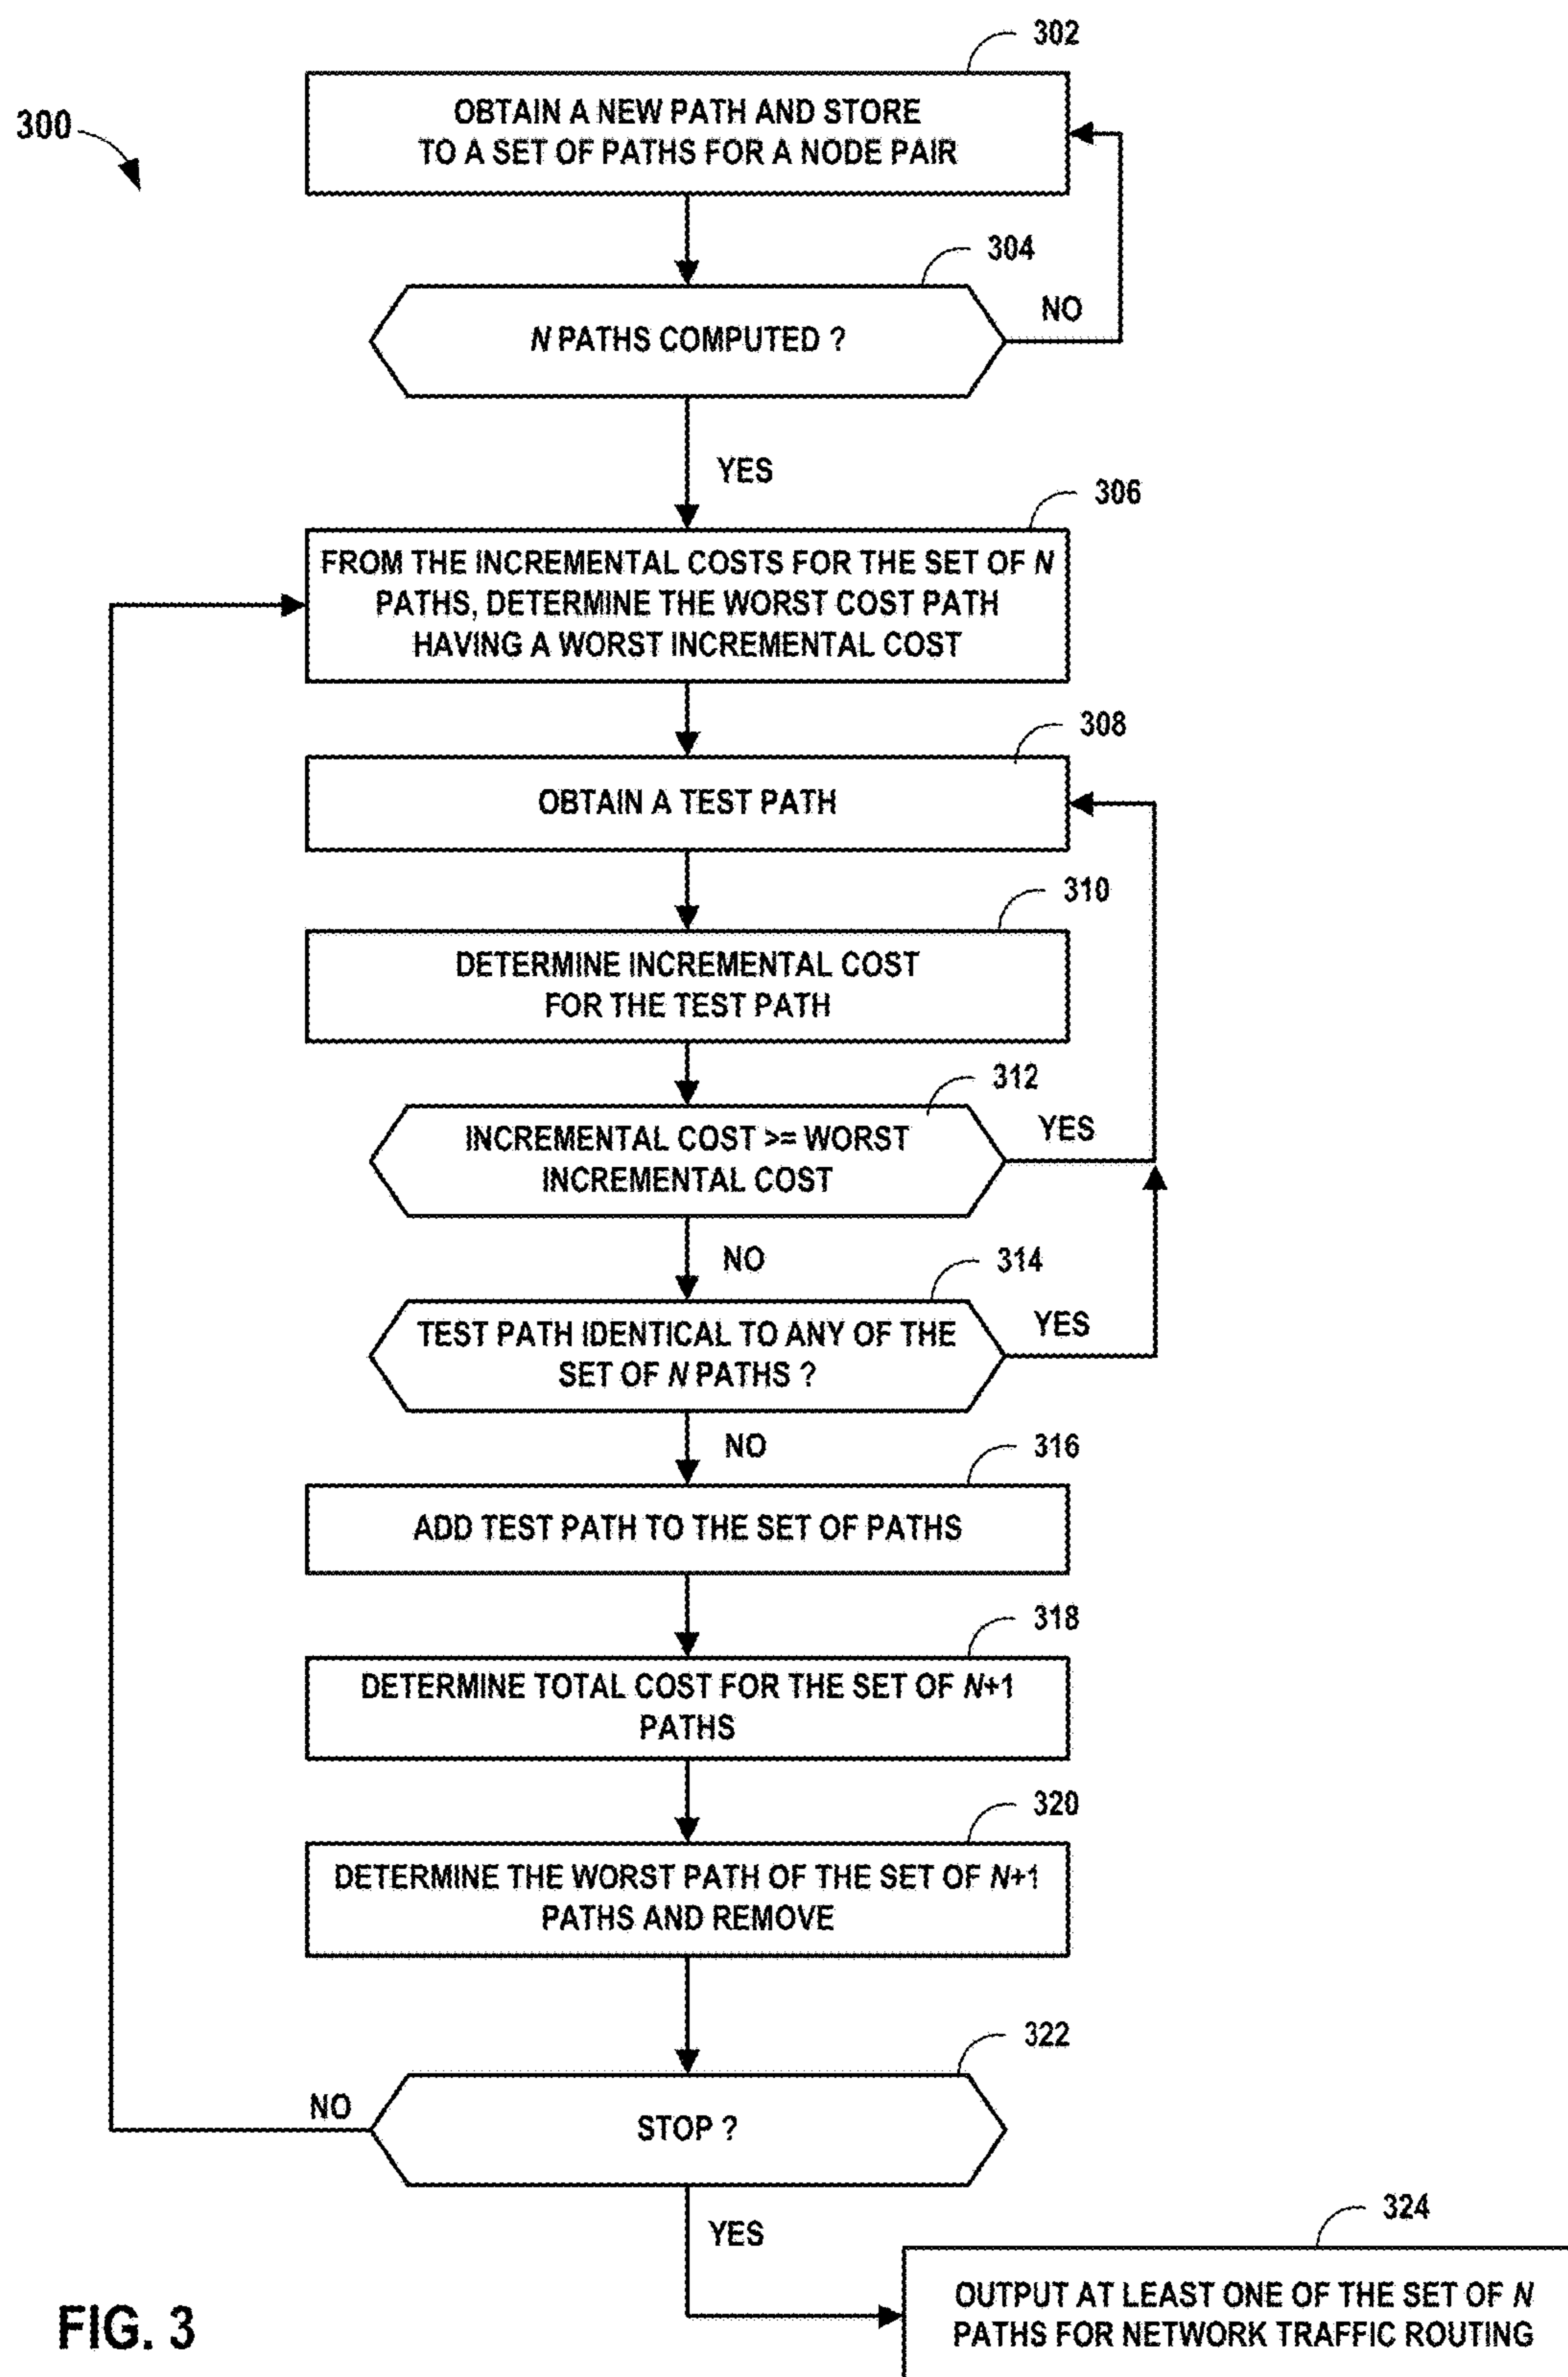 302
300
OBTAIN A NEW PATH AND STORE
TO A SET OF PATHS FOR A NODE PAIR
304
N PATHS COMPUTED ?
NO
YES
306
FROM THE INCREMENTAL COSTS FOR THE SET OF N
PATHS, DETERMINE THE WORST COST PATH
HAVING A WORST INCREMENTAL COST
308
OBTAIN A TEST PATH
310
DETERMINE INCREMENTAL COST
FOR THE TEST PATH
312
INCREMENTAL COST >= WORST
INCREMENTAL COST
YES
NO
314
TEST PATH IDENTICAL TO ANY OF THE
SET OF N PATHS ?
YES
NO
316
ADD TEST PATH TO THE SET OF PATHS
318
DETERMINE TOTAL COST FOR THE SET OF N+1
PATHS
320
DETERMINE THE WORST PATH OF THE SET OF N+1
PATHS AND REMOVE
322
NO
STOP ?
YES
324
OUTPUT AT LEAST ONE OF THE SET OF N
PATHS FOR NETWORK TRAFFIC ROUTING
FIG. 3